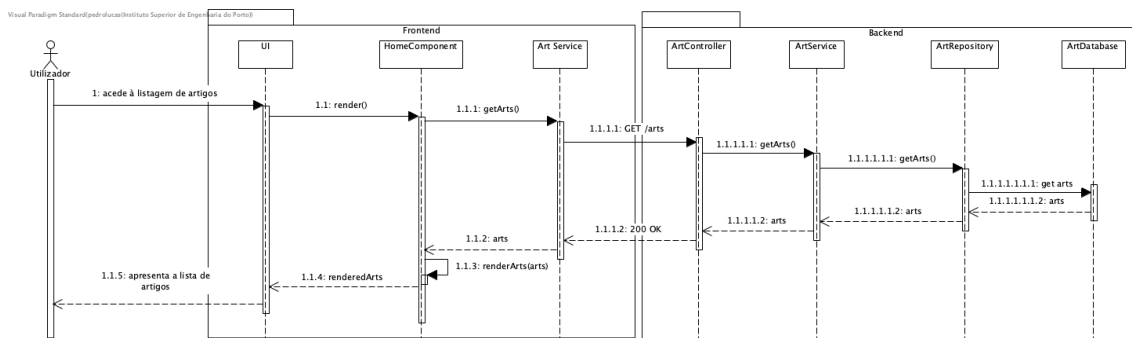 Visual Paradigm Standard(pedrolucas(Instituto Superior de Engenharia do Porto))
Frontend
Backend
Utilizador
UI
HomeComponent
Art Service
ArtController
ArtService
ArtRepository
ArtDatabase
1: acede à listagem de artigos
1.1: render()
1.1.1: getArts()
1.1.1.1: GET /arts
1.1.1.1.1: getArts()
1.1.1.1.1.1: getArts()
1.1.1.1.1.1.1: get arts
1.1.1.1.1.1.2: arts
1.1.1.1.1.2: arts
1.1.1.1.2: arts
1.1.1.2: 200 OK
1.1.2: arts
1.1.3: renderArts(arts)
1.1.4: renderedArts
1.1.5: apresenta a lista de
artigos